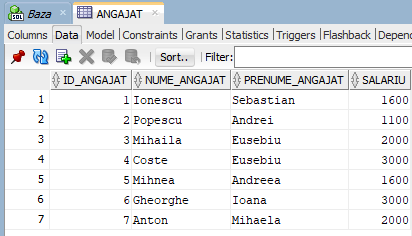 SQL Baza ANGAJAT
Columns Data Model Constraints Grants Statistics Triggers Flashback Depen
Sort.. Filter:
ID_ANGAJAT NUME_ANGAJAT PRENUME_ANGAJAT SALARIU
1 1 Ionescu Sebastian 1600
2 2 Popescu Andrei 1100
3 3 Mihaila Eusebiu 2000
4 4 Coste Eusebiu 3000
5 5 Mihnea Andreea 1600
6 6 Gheorghe Ioana 3000
7 7 Anton Mihaela 2000